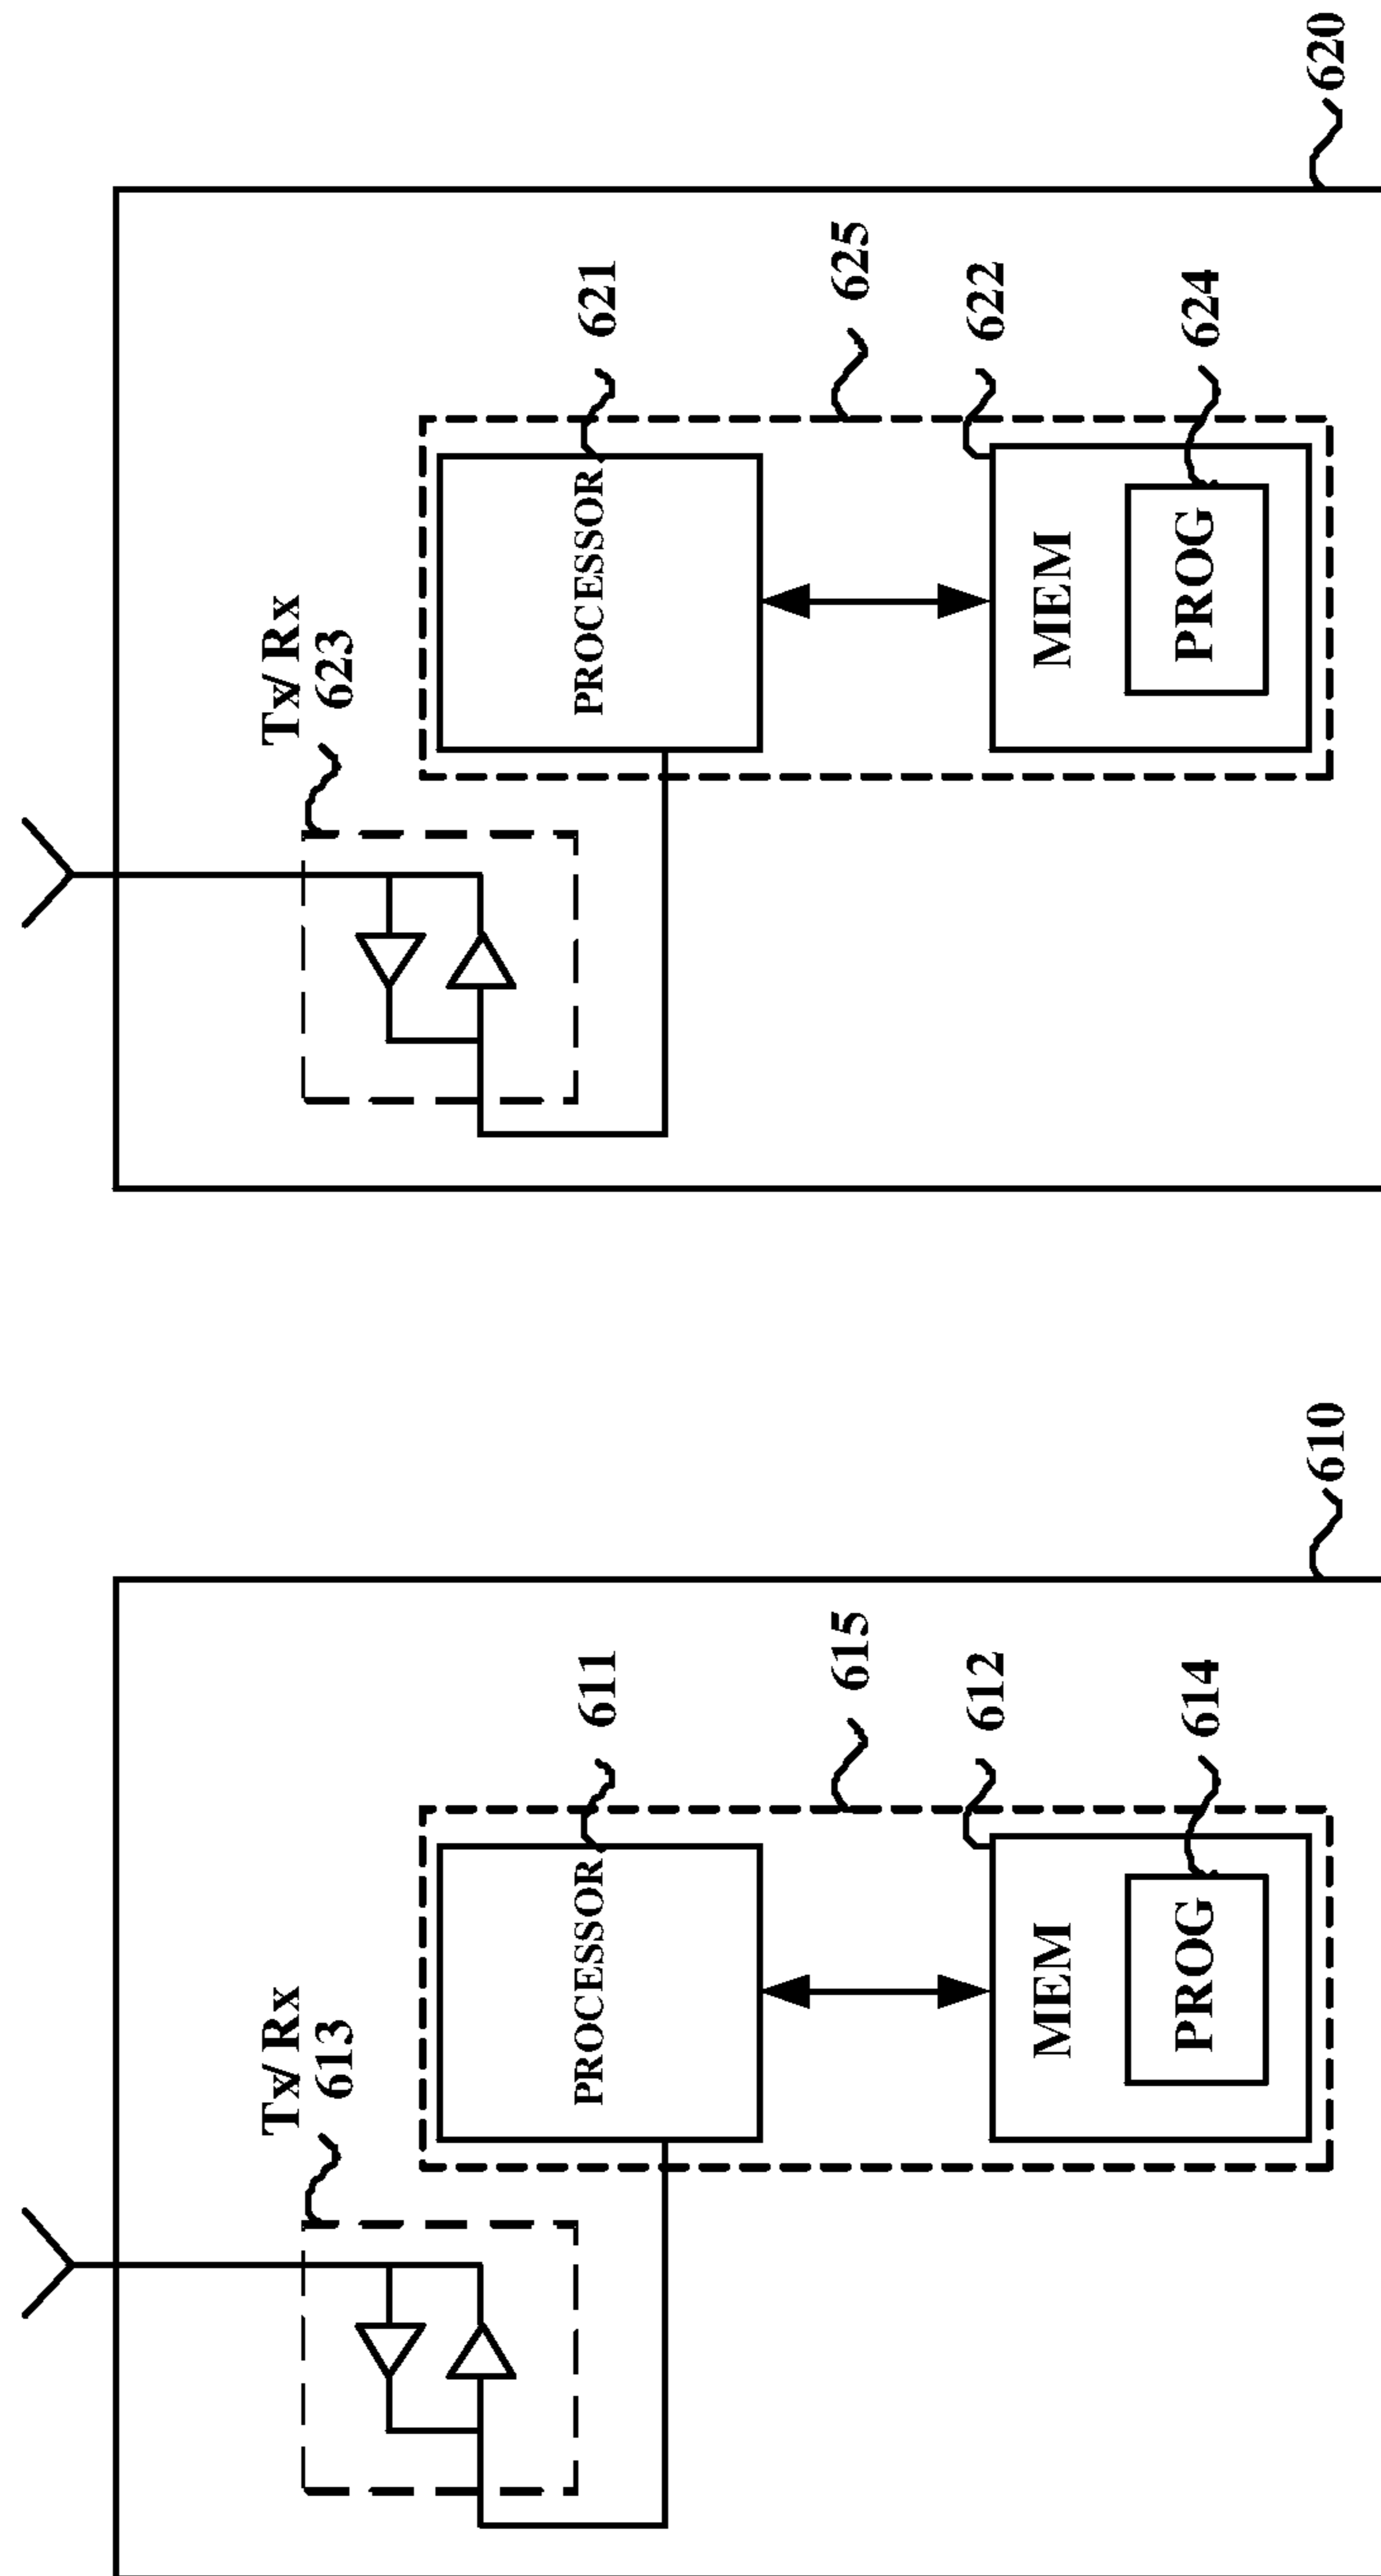 Tx/Rx
613
PROCESSOR
611
615
MEM
612
PROG
614
610
Tx/Rx
623
PROCESSOR
621
625
MEM
622
PROG
624
620